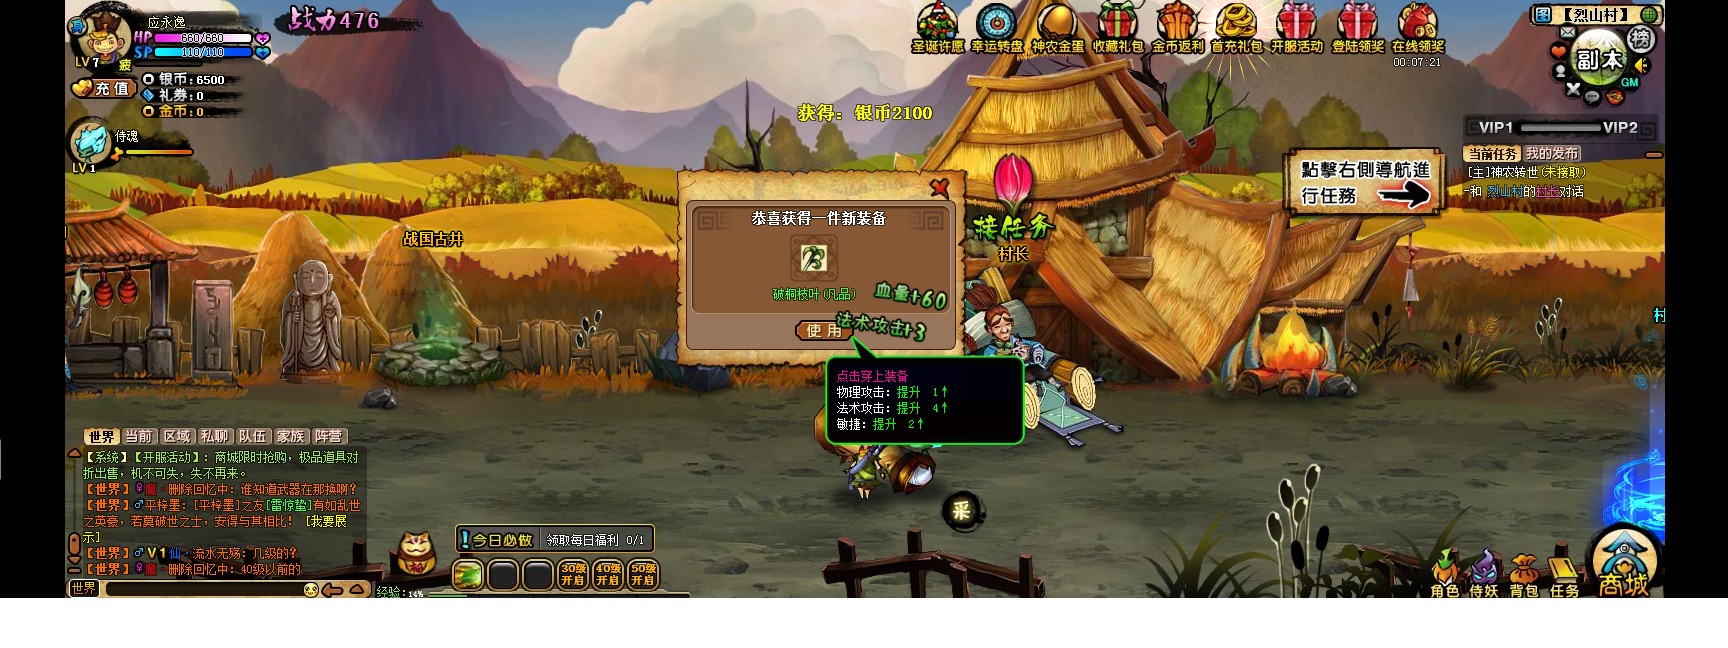 应永逸
战力476
HP 660/660
SP 110/110
LV 7
疲
充值
银币:6500
礼券:0
金币:0
侍魂
LV 1
圣诞许愿 幸运转盘 神农金蛋 收藏礼包 金币返利 首充礼包 开服活动 登陆领奖 在线领奖
00:07:21
图 【烈山村】
榜
副本
GM
VIP1 VIP2
当前任务 我的发布
[主]神农转世(未接取)
-和 烈山村的村长对话
點擊右側導航進
行任務
获得：银币2100
恭喜获得一件新装备
破桐枝叶(凡品)
血量+60
使用
法术攻击+3
点击穿上装备
物理攻击：提升 1↑
法术攻击：提升 4↑
敏捷：提升 2↑
接任务
村长
战国古井
村
采
世界 当前 区域 私聊 队伍 家族 阵营
【系统】【开服活动】：商城限时抢购，极品道具对
折出售，机不可失，失不再来。
【世界】♀魔·删除回忆中：谁知道武器在那换啊?
【世界】♂平梓墨：[平梓墨]之友[雷惊蛰]有如乱世
之英豪，若莫破世之士，安得与其相比！ [我要展
示]
【世界】♂V1仙·流水无殇：几级的?
【世界】♀魔·删除回忆中：40级以前的
世界
经验：14%
今日必做 领取每日福利 0/1
30级
开启
40级
开启
50级
开启
角色 侍妖 背包 任务
商城